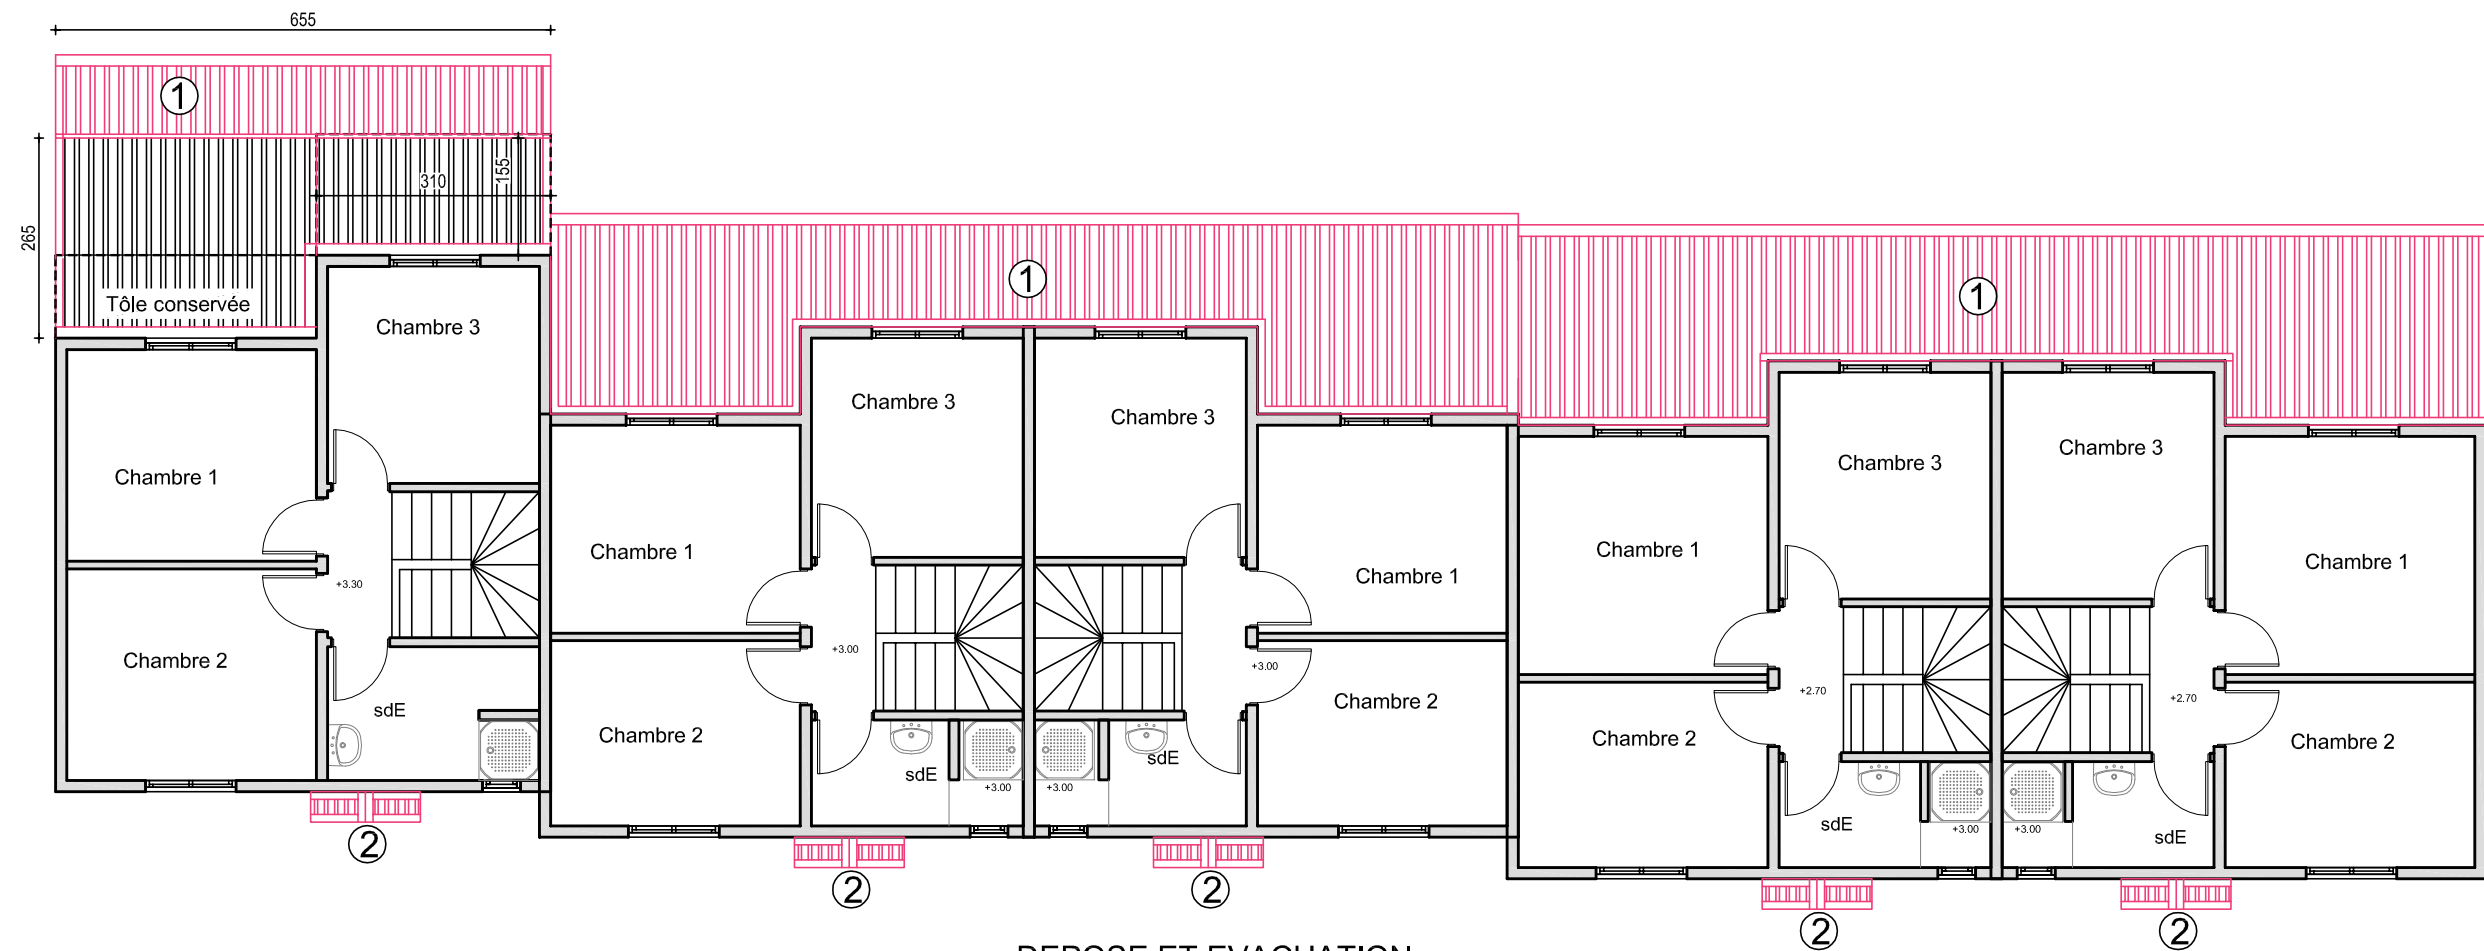 655
1
310
155
265
Tôle conservée
1
1
Chambre 3
Chambre 3
Chambre 3
Chambre 3
Chambre 3
Chambre 1
Chambre 1
Chambre 1
Chambre 1
Chambre 1
+3.30
+3.00
+3.00
+2.70
+2.70
Chambre 2
Chambre 2
Chambre 2
Chambre 2
Chambre 2
sdE
sdE
sdE
sdE
sdE
+3.00
+3.00
+3.00
+3.00
2
2
2
2
2
DEPOSE ET EVACUATION